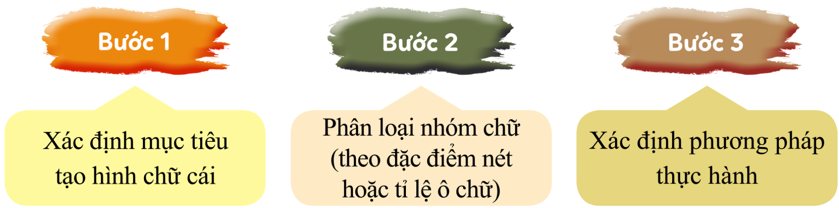 Bước 1
Xác định mục tiêu
tạo hình chữ cái
Bước 2
Phân loại nhóm chữ
(theo đặc điểm nét
hoặc tỉ lệ ô chữ)
Bước 3
Xác định phương pháp
thực hành